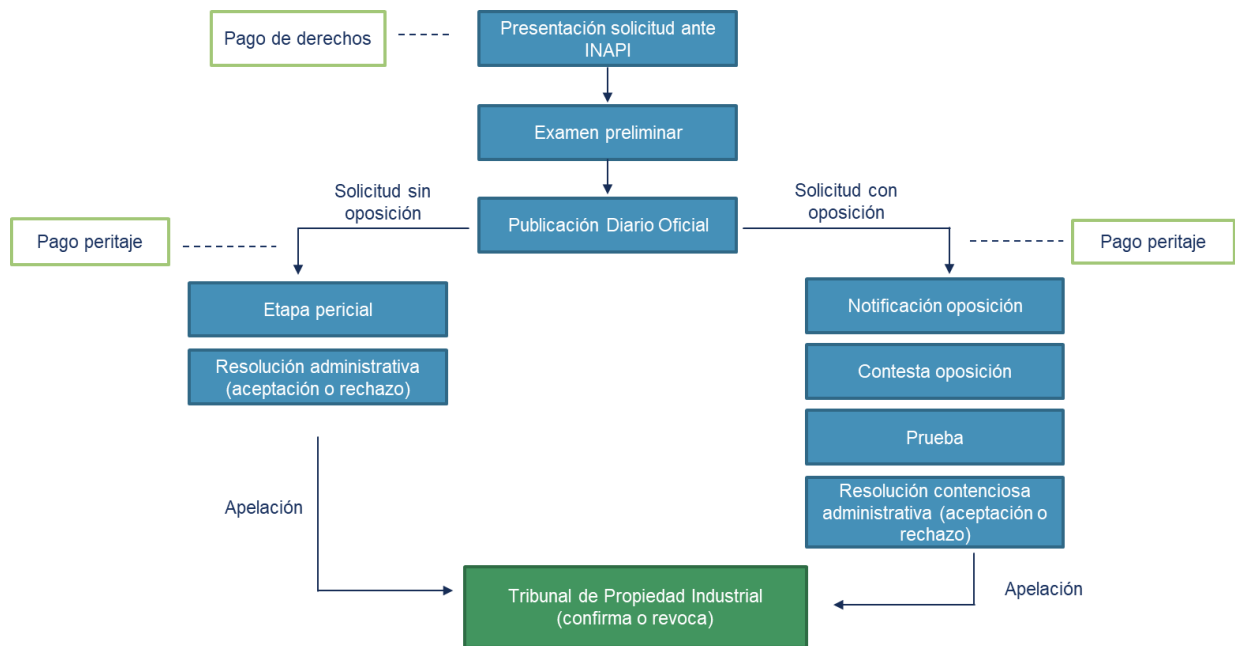 Pago de derechos
Presentación solicitud ante
INAPI
Examen preliminar
Solicitud sin
oposición
Publicación Diario Oficial
Solicitud con
oposición
Pago peritaje
Pago peritaje
Etapa pericial
Resolución administrativa
(aceptación o rechazo)
Notificación oposición
Contesta oposición
Prueba
Resolución contenciosa
administrativa (aceptación o
rechazo)
Apelación
Apelación
Tribunal de Propiedad Industrial
(confirma o revoca)